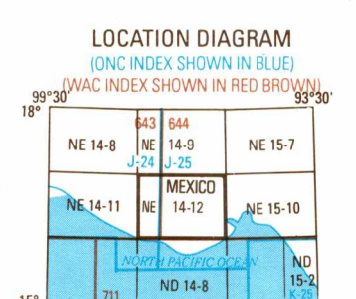 LOCATION DIAGRAM
(ONC INDEX SHOWN IN BLUE)
(WAC INDEX SHOWN IN RED BROWN)
99°30' 93°30'
18°
643 644
NE 14-8 NE 14-9 NE 15-7
J-24 J-25
MEXICO
NE 14-11 NE 14-12 NE 15-10
NORTH PACIFIC OCEAN
ND
ND 14-8 15-2
711 K-25
15°